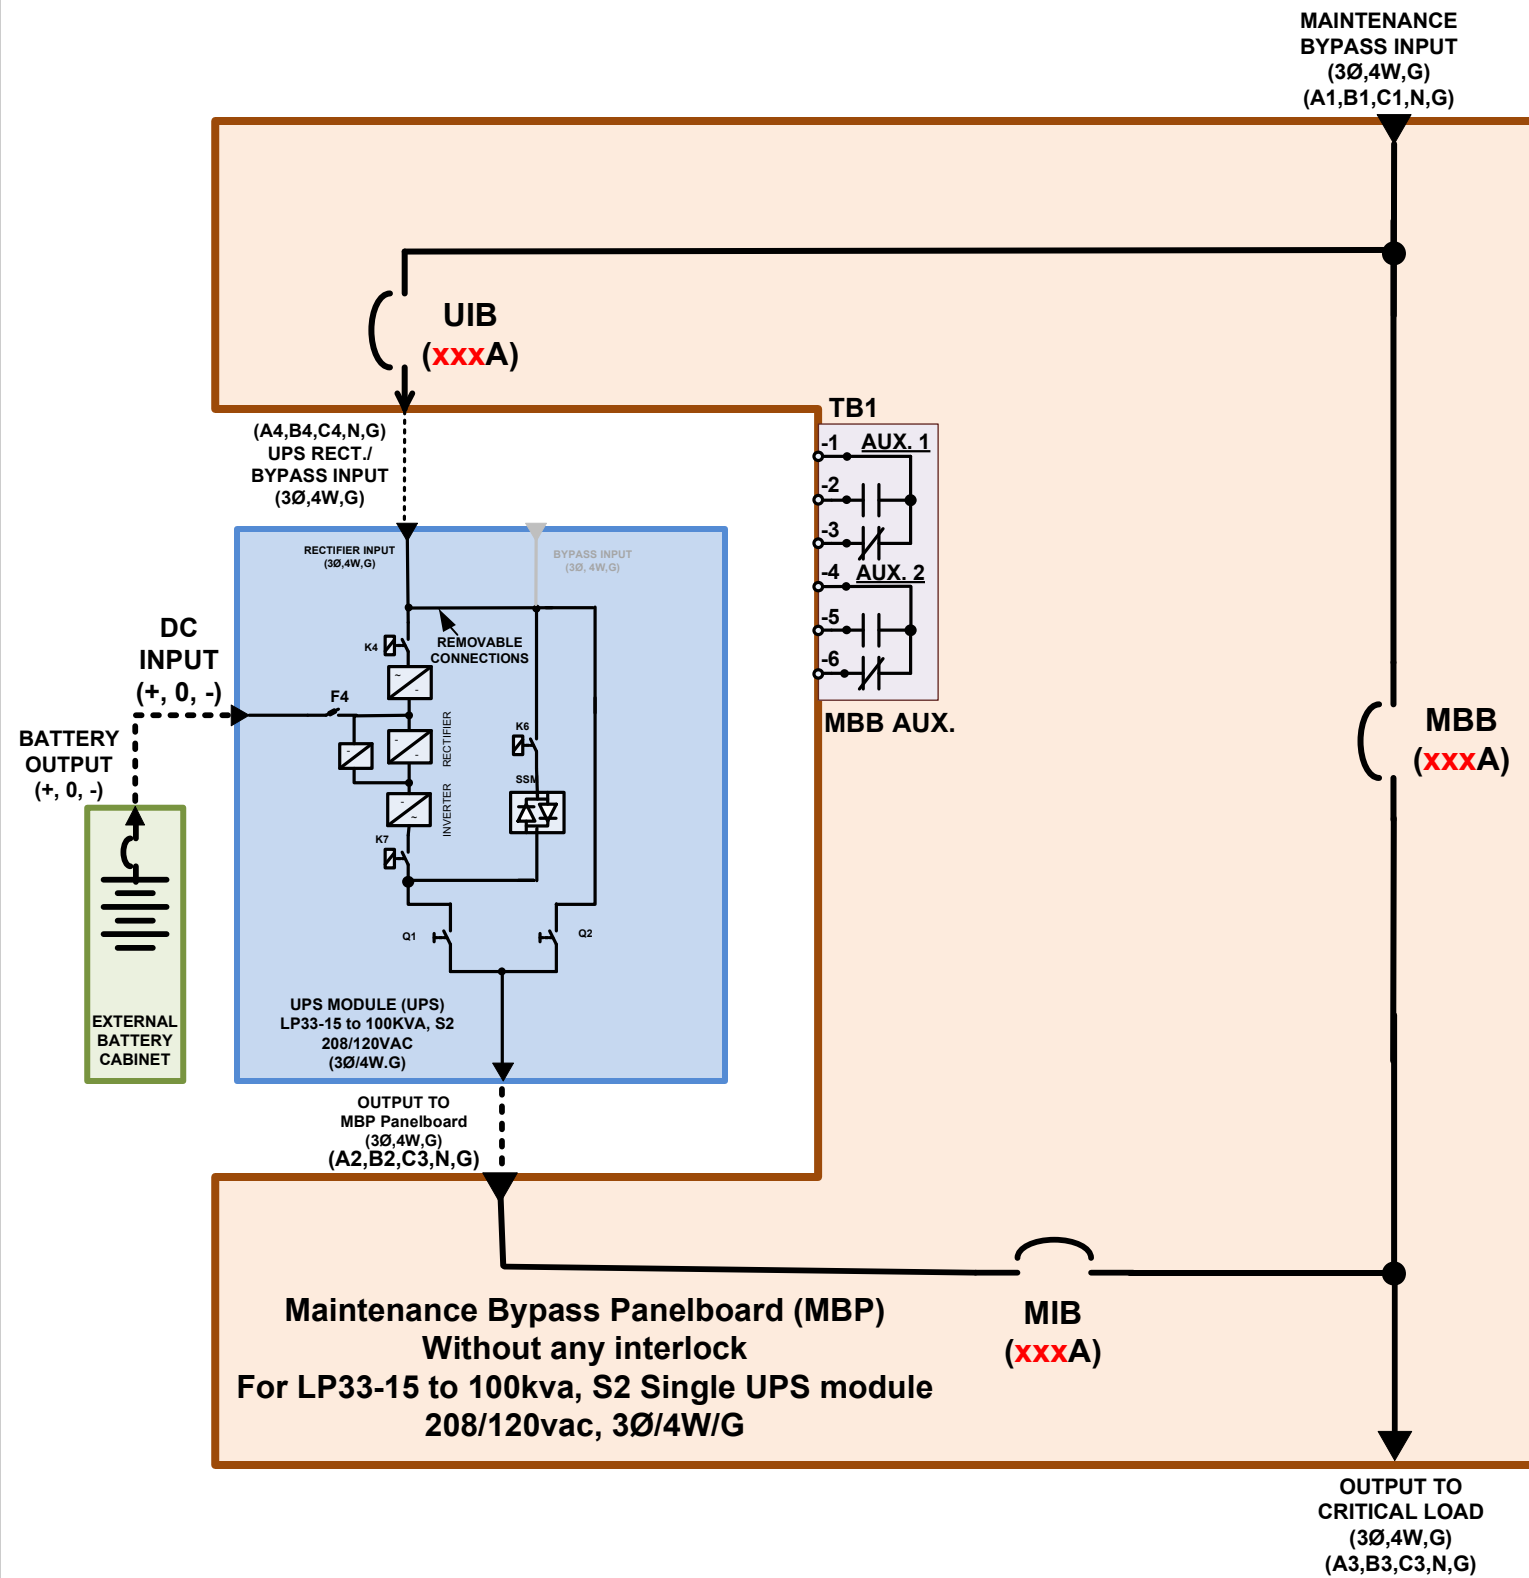 MAINTENANCE
BYPASS INPUT
(3Ø,4W,G)
(A1,B1,C1,N,G)
UIB
(xxxA)
(A4,B4,C4,N,G)
UPS RECT./
BYPASS INPUT
(3Ø,4W,G)
TB1
-1 AUX. 1
-2
-3
-4 AUX. 2
-5
-6
MBB AUX.
RECTIFIER INPUT
(3Ø,4W,G)
BYPASS INPUT
(3Ø, 4W,G)
K4
REMOVABLE
CONNECTIONS
DC
INPUT
(+, 0, -)
F4
RECTIFIER
K6
SSM
INVERTER
K7
BATTERY
OUTPUT
(+, 0, -)
MBB
(xxxA)
Q1
Q2
UPS MODULE (UPS)
LP33-15 to 100KVA, S2
208/120VAC
(3Ø/4W.G)
EXTERNAL
BATTERY
CABINET
OUTPUT TO
MBP Panelboard
(3Ø,4W,G)
(A2,B2,C3,N,G)
Maintenance Bypass Panelboard (MBP)
Without any interlock
For LP33-15 to 100kva, S2 Single UPS module
208/120vac, 3Ø/4W/G
MIB
(xxxA)
OUTPUT TO
CRITICAL LOAD
(3Ø,4W,G)
(A3,B3,C3,N,G)